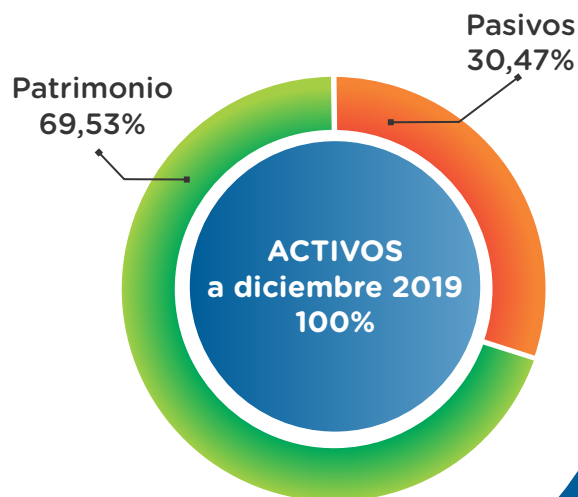 Pasivos
30,47%
Patrimonio
69,53%
ACTIVOS
a diciembre 2019
100%